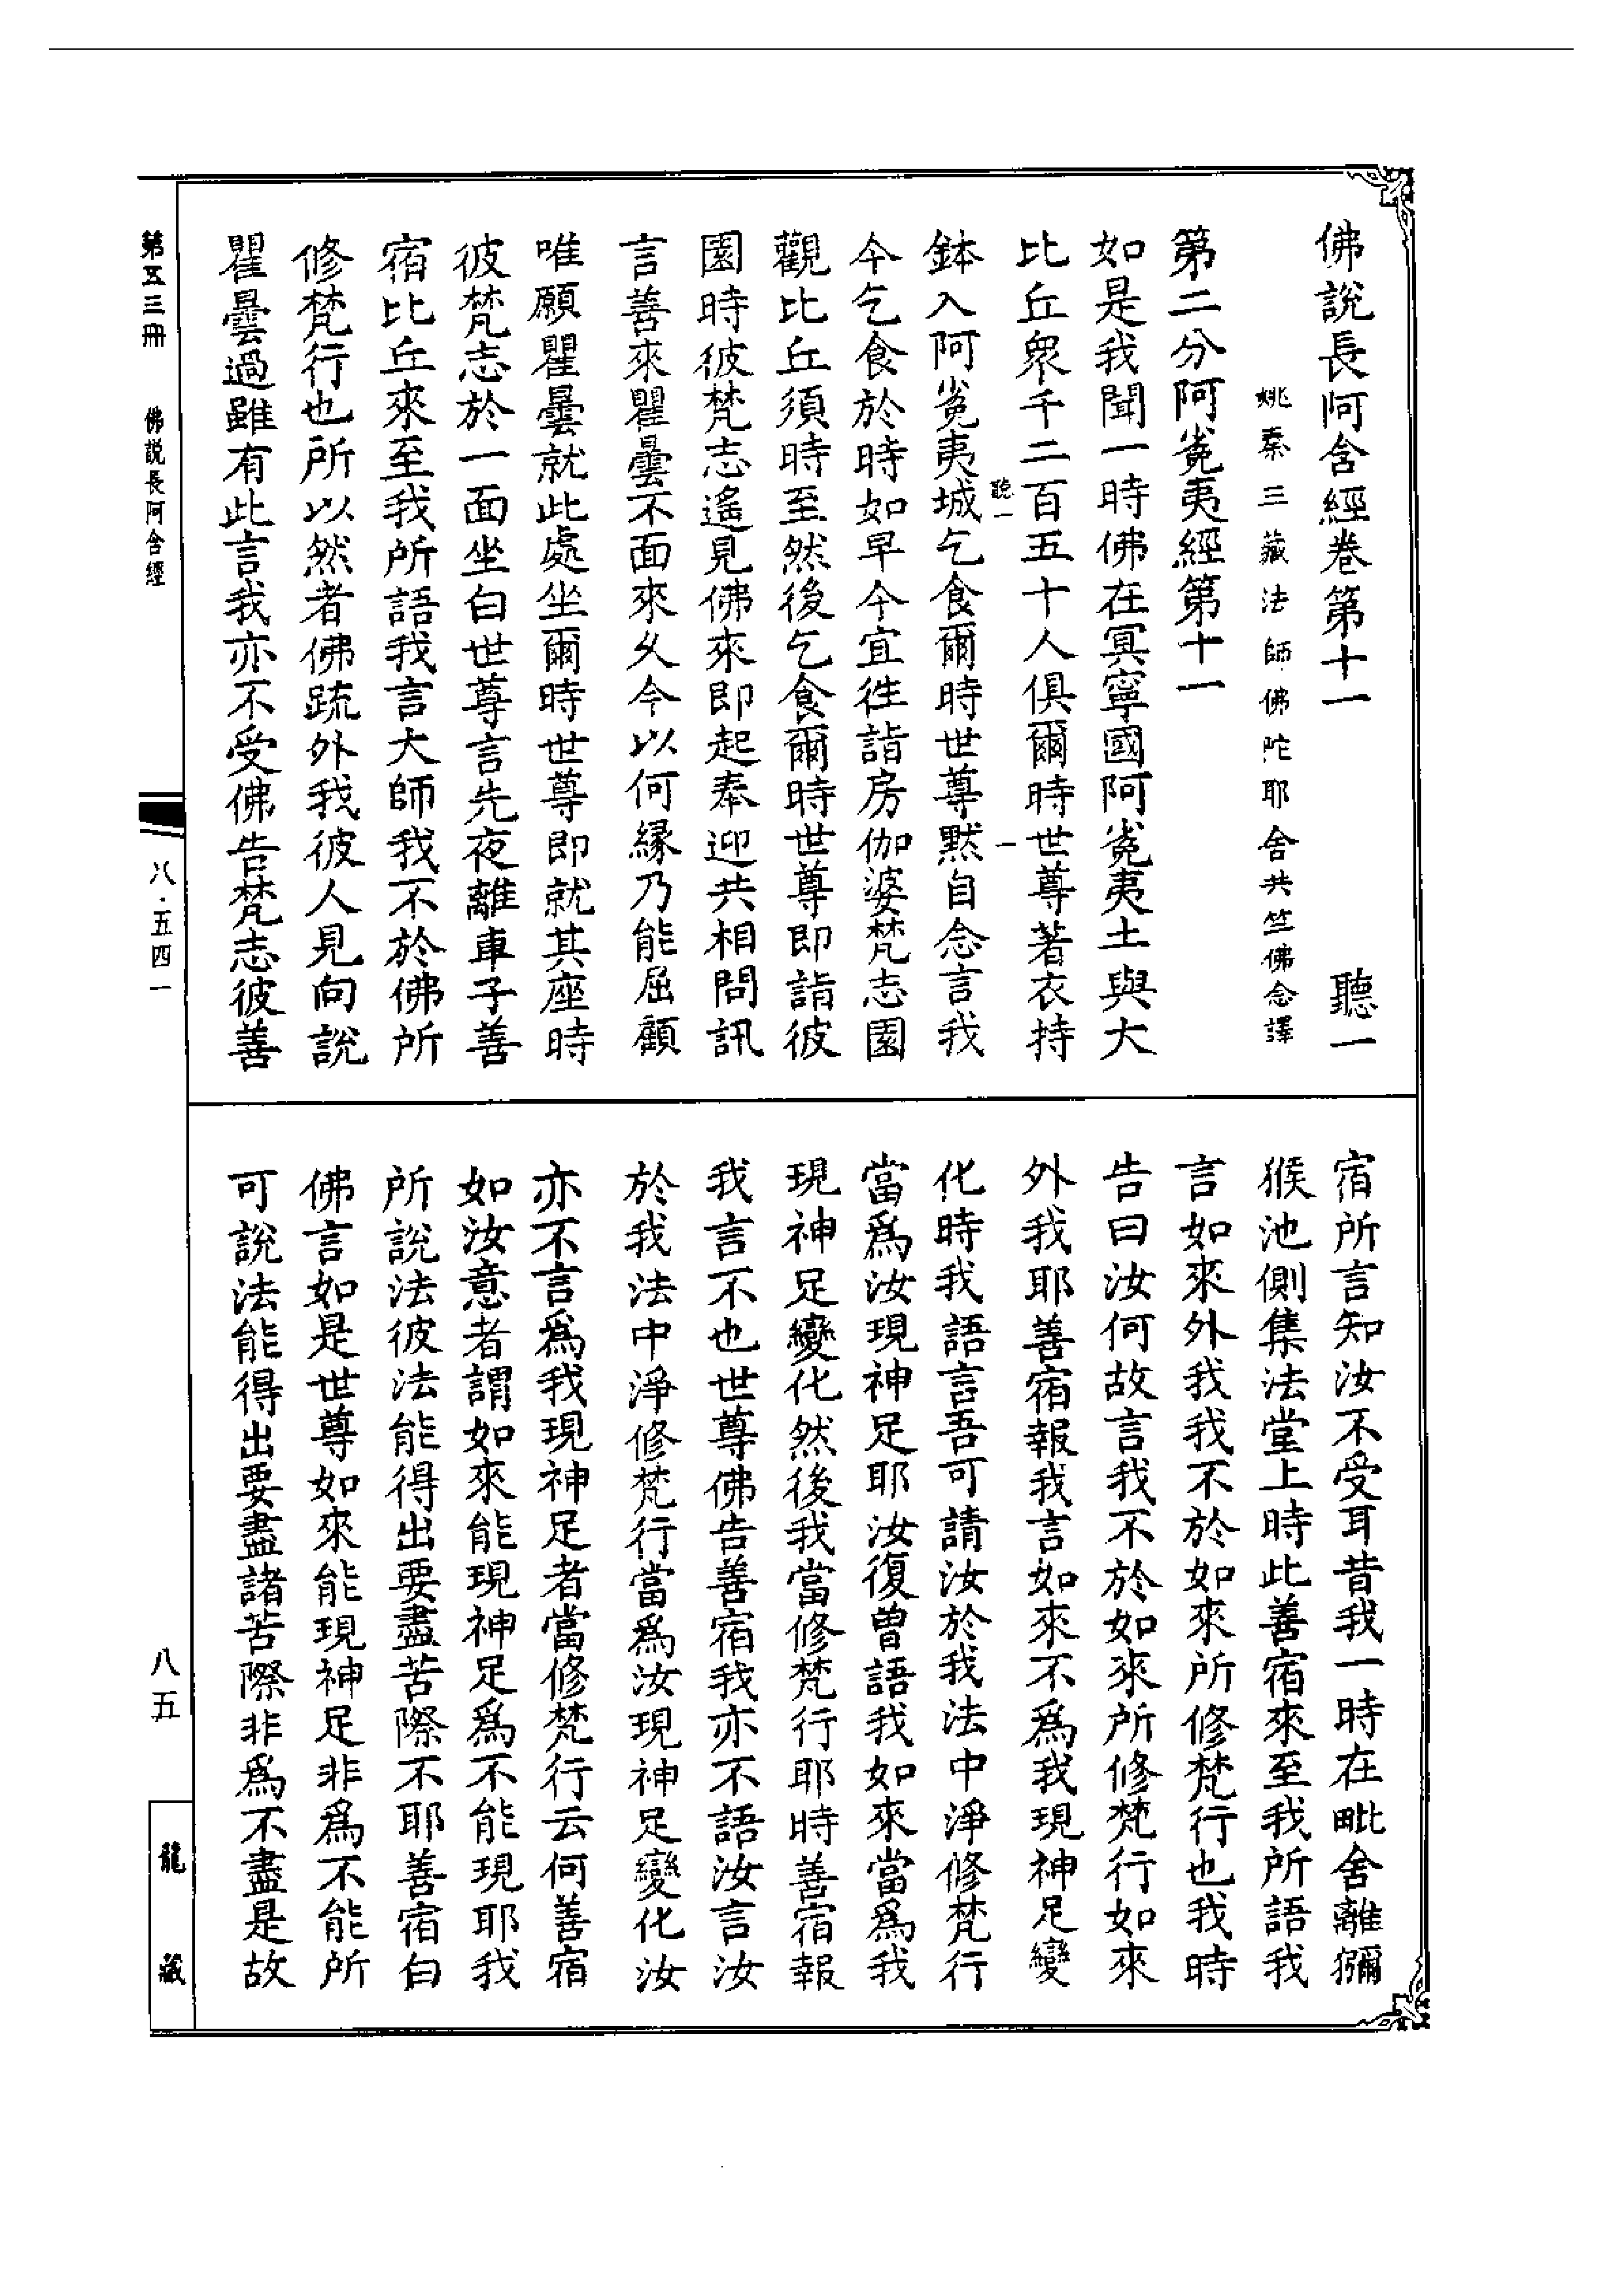 佛說長阿含經卷第十一　聽一
姚秦三藏法師佛陀耶舍共竺佛念譯
第二分阿㝹夷經第十一
如是我聞一時佛在冥寧國阿㝹夷土與大
比丘眾千二百五十人俱爾時世尊著衣持
聽一　一
鉢入阿㝹夷城乞食爾時世尊默自念言我
今乞食於時如早今宜徃詣房伽婆梵志園
觀比丘須時至然後乞食爾時世尊即詣彼
園時彼梵志遙見佛來即起奉迎共相問訊
言善來瞿曇不面來久今以何緣乃能屈顧
唯願瞿曇就此處坐爾時世尊即就其座時
彼梵志於一面坐白世尊言先夜離車子善
宿比丘來至我所語我言大師我不於佛所
修梵行也所以然者佛疏外我彼人見向說
瞿曇過雖有此言我亦不受佛告梵志彼善
宿所言知汝不受耳昔我一時在毗舍離獼
猴池側集法堂上時此善宿來至我所語我
言如來外我我不於如來所修梵行也我時
告曰汝何故言我不於如來所修梵行如來
外我耶善宿報我言如來不爲我現神足變
化時我語言吾可請汝於我法中淨修梵行
當爲汝現神足耶汝復曾語我如來當爲我
現神足變化然後我當修梵行耶時善宿報
我言不也世尊佛告善宿我亦不語汝言汝
於我法中淨修梵行當爲汝現神足變化汝
亦不言爲我現神足者當修梵行云何善宿
如汝意者謂如來能現神足爲不能現耶我
所說法彼法能得出要盡苦際不耶善宿白
佛言如是世尊如來能現神足非爲不能所
可說法能得出要盡諸苦際非爲不盡是故
第五三冊　佛說長阿含經
八·五四一
八五
龍藏